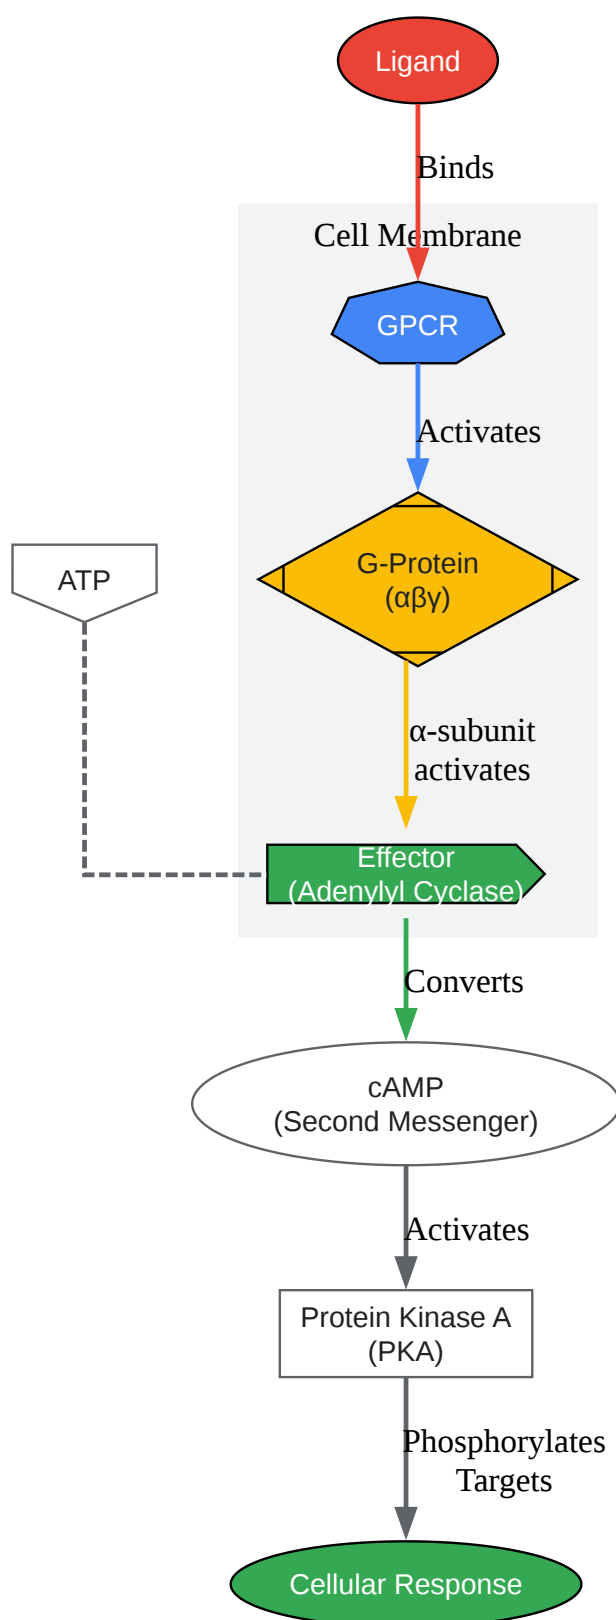 Ligand
Binds
Cell Membrane
GPCR
Activates
G-Protein
(αβγ)
ATP
α-subunit
activates
Effector
(Adenylyl Cyclase)
Converts
cAMP
(Second Messenger)
Activates
Protein Kinase A
(PKA)
Phosphorylates
Targets
Cellular Response